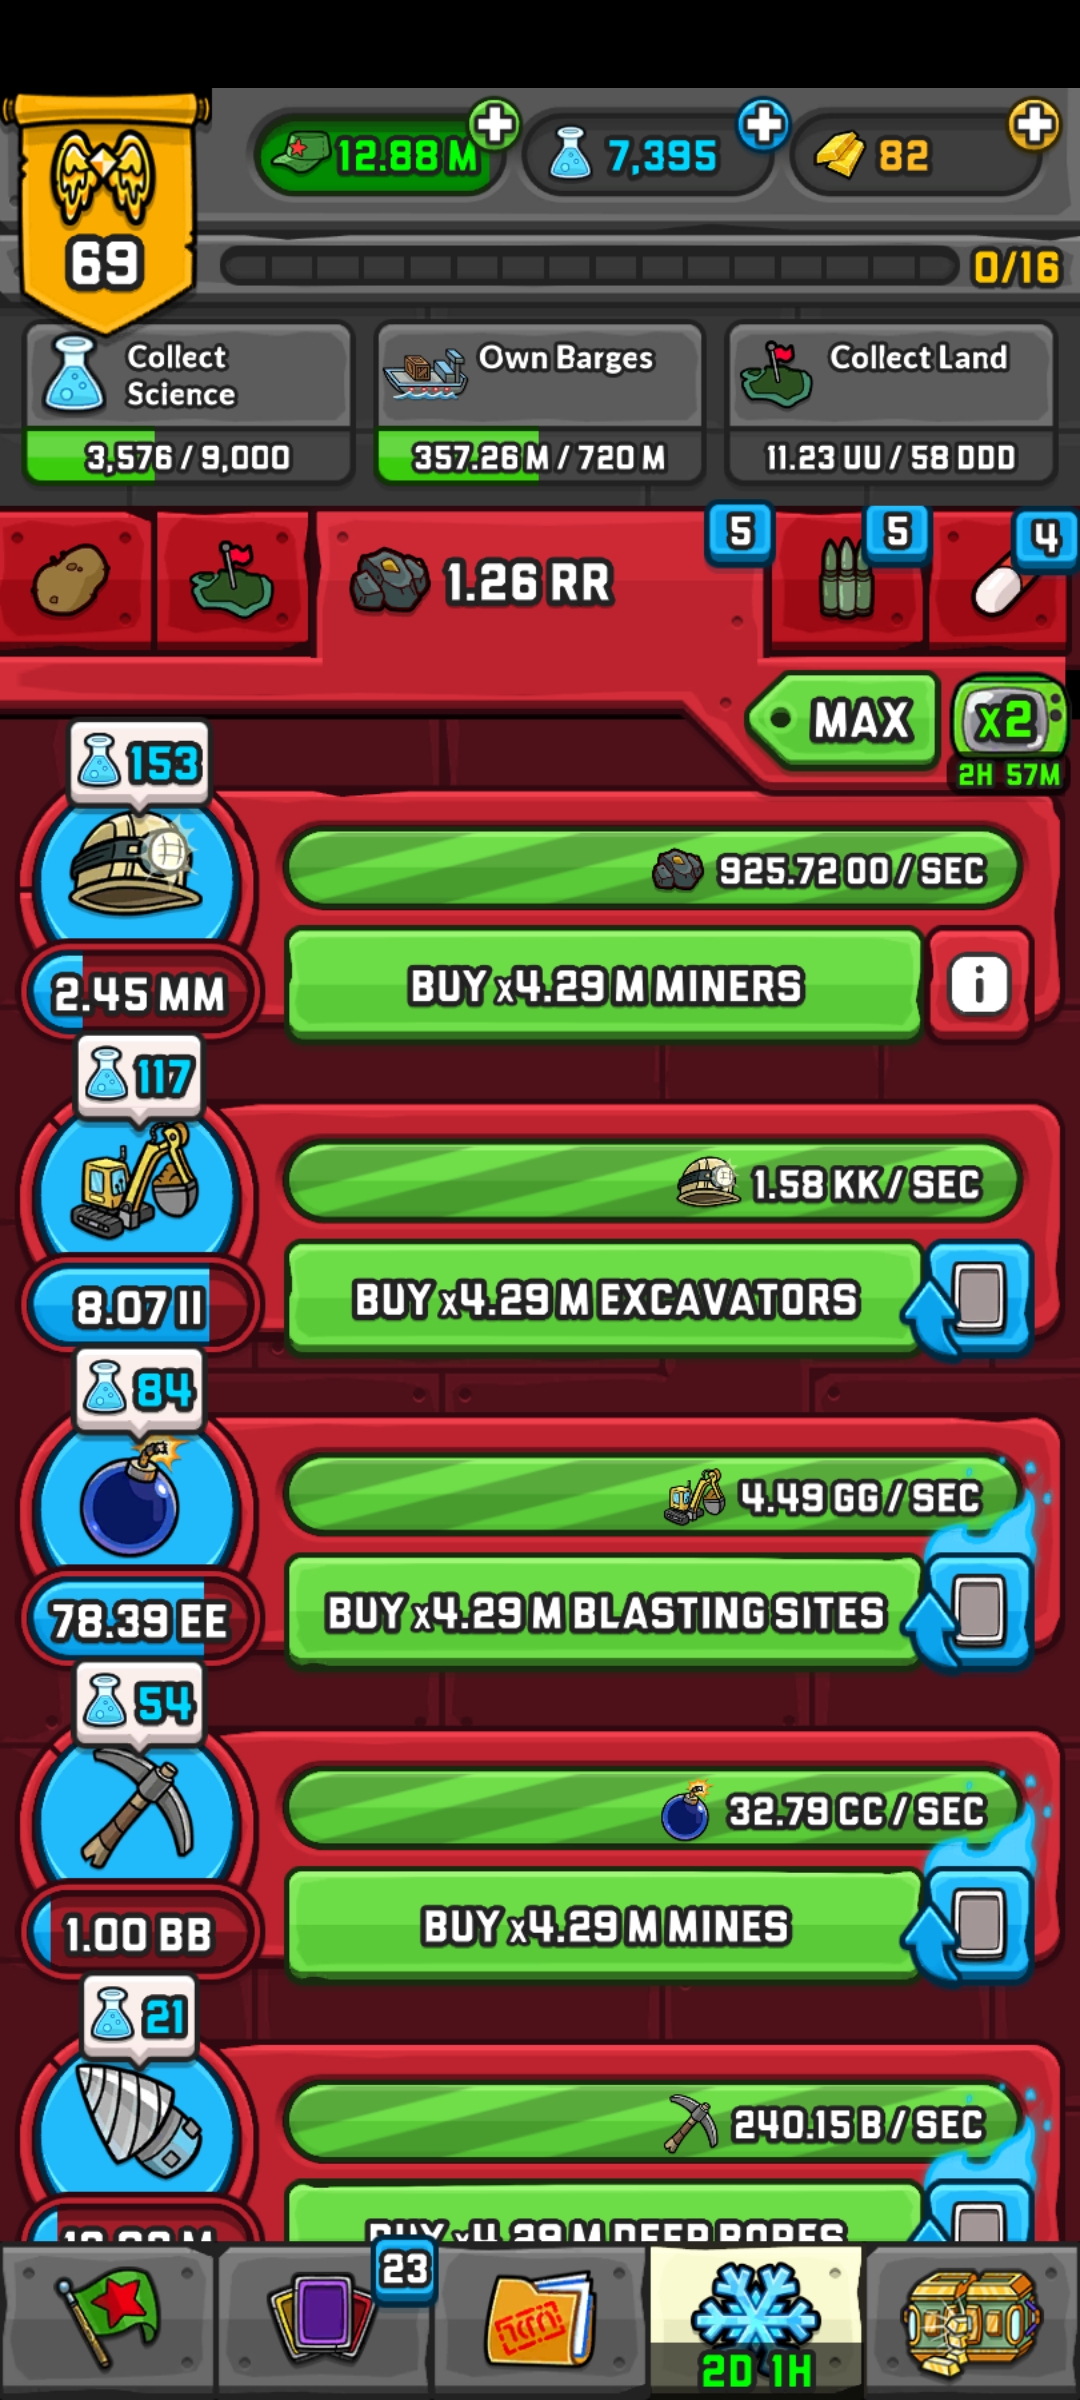 12.88 M
7,395
82
69
0/16
Collect
Science
3,576 / 9,000
Own Barges
357.26 M / 720 M
Collect Land
11.23 UU / 58 DDD
1.26 RR
5
5
4
MAX
x2
2H 57M
153
925.72 OO / SEC
2.45 MM
BUY x4.29 M MINERS
i
117
1.58 KK / SEC
8.07 II
BUY x4.29 M EXCAVATORS
84
4.49 GG / SEC
78.39 EE
BUY x4.29 M BLASTING SITES
54
32.79 CC / SEC
1.00 BB
BUY x4.29 M MINES
21
240.15 B / SEC
BUY x4.29 M DEEP BORES
23
2D 1H